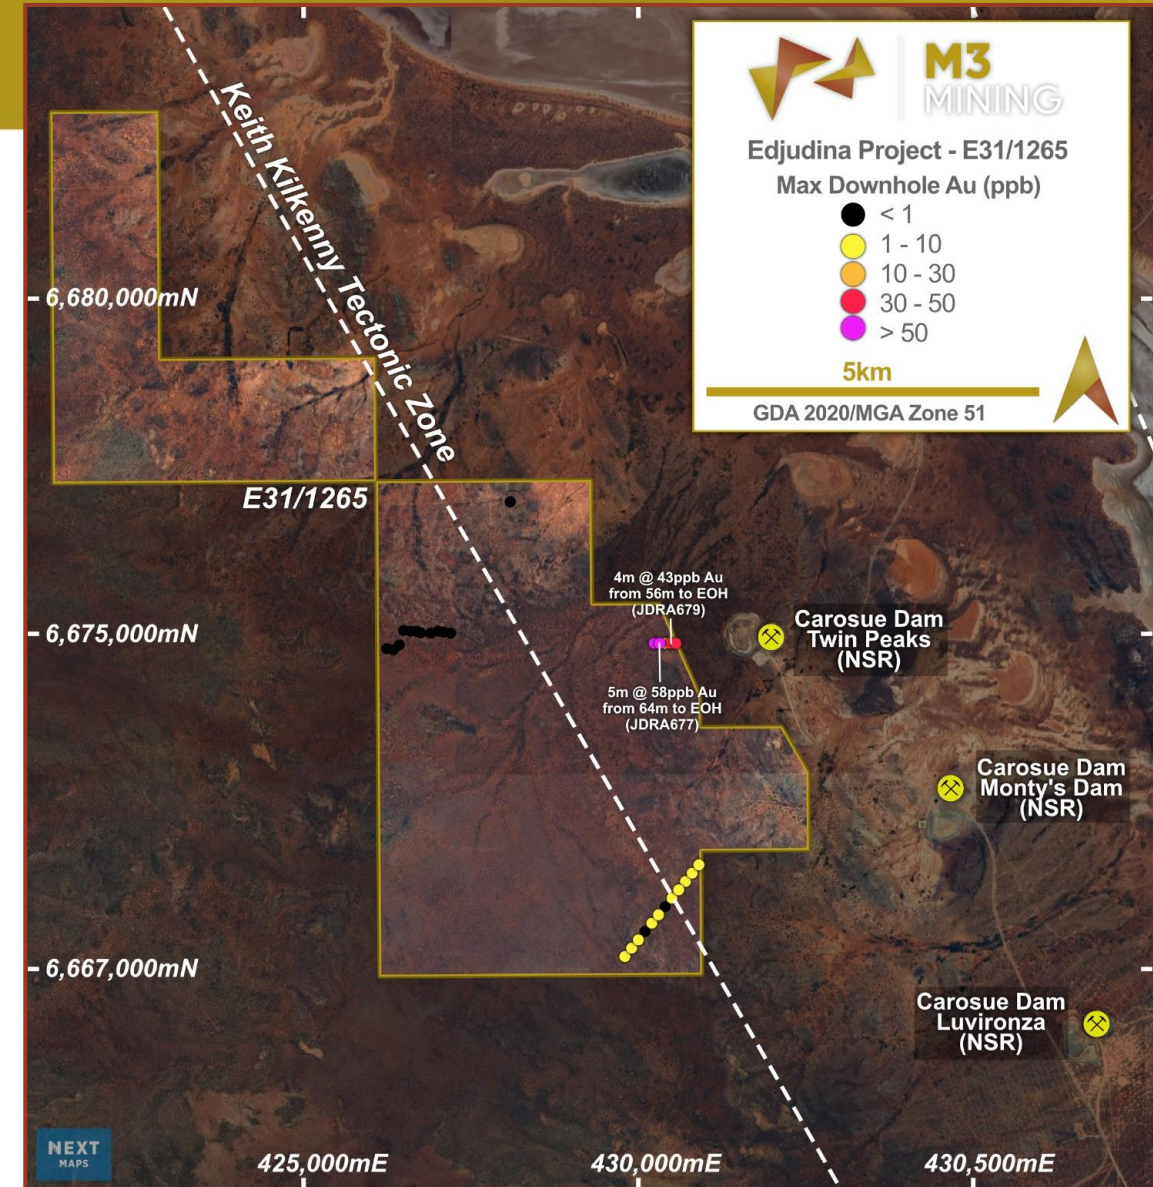 M3
MINING
Edjudina Project - E31/1265
Max Downhole Au (ppb)
< 1
1 - 10
10 - 30
30 - 50
> 50
5km
GDA 2020/MGA Zone 51
Keith Kilkenny Tectonic Zone
6,680,000mN
E31/1265
4m @ 43ppb Au
from 56m to EOH
(JDRA679)
6,675,000mN
Carosue Dam
Twin Peaks
(NSR)
5m @ 58ppb Au
from 64m to EOH
(JDRA677)
Carosue Dam
Monty's Dam
(NSR)
6,667,000mN
Carosue Dam
Luvironza
(NSR)
NEXT
MAPS
425,000mE
430,000mE
430,500mE